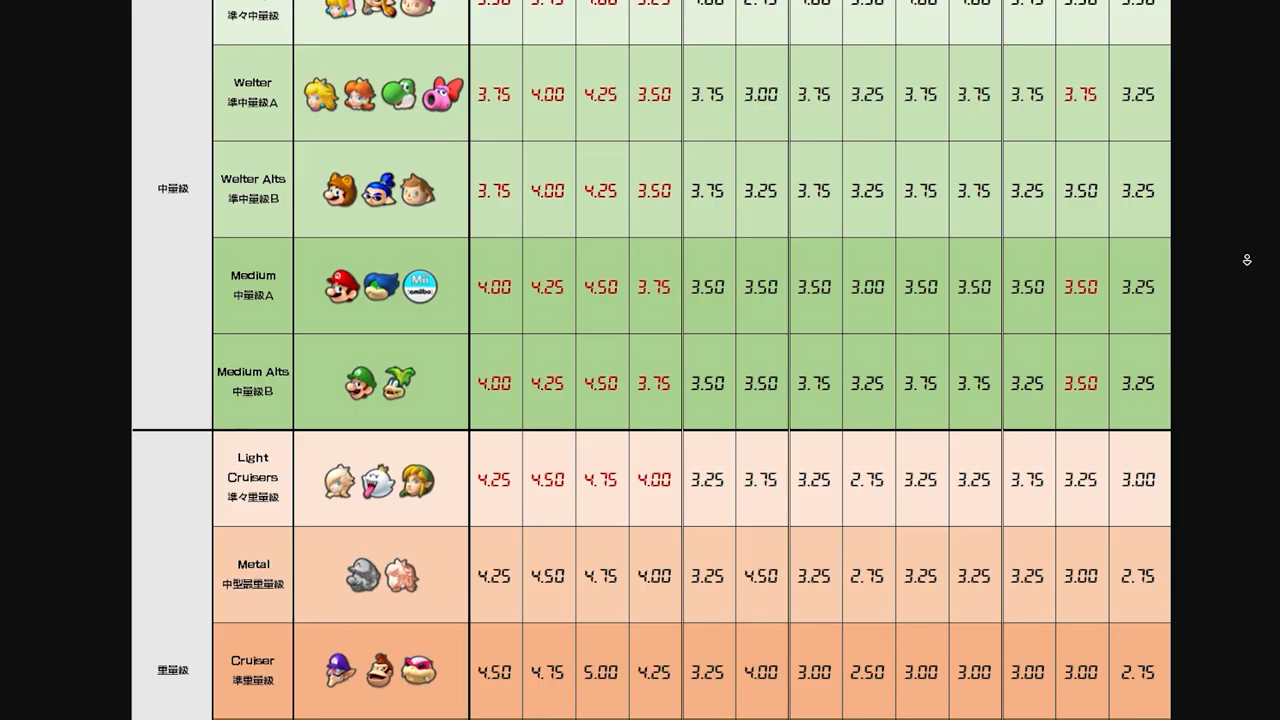 準々中量級
Welter
準中量級A
3.75 4.00 4.25 3.50 3.75 3.00 3.75 3.25 3.75 3.75 3.75 3.75 3.25
中量級
Welter Alts
準中量級B
3.75 4.00 4.25 3.50 3.75 3.25 3.75 3.25 3.75 3.75 3.25 3.50 3.25
Medium
中量級A
Mii
amiibo
4.00 4.25 4.50 3.75 3.50 3.50 3.50 3.00 3.50 3.50 3.50 3.50 3.25
Medium Alts
中量級B
4.00 4.25 4.50 3.75 3.50 3.50 3.75 3.25 3.75 3.75 3.25 3.50 3.25
Light
Cruisers
準々重量級
4.25 4.50 4.75 4.00 3.25 3.75 3.25 2.75 3.25 3.25 3.75 3.25 3.00
Metal
中型最重量級
4.25 4.50 4.75 4.00 3.25 4.50 3.25 2.75 3.25 3.25 3.25 3.00 2.75
重量級
Cruiser
準重量級
4.50 4.75 5.00 4.25 3.25 4.00 3.00 2.50 3.00 3.00 3.00 3.00 2.75